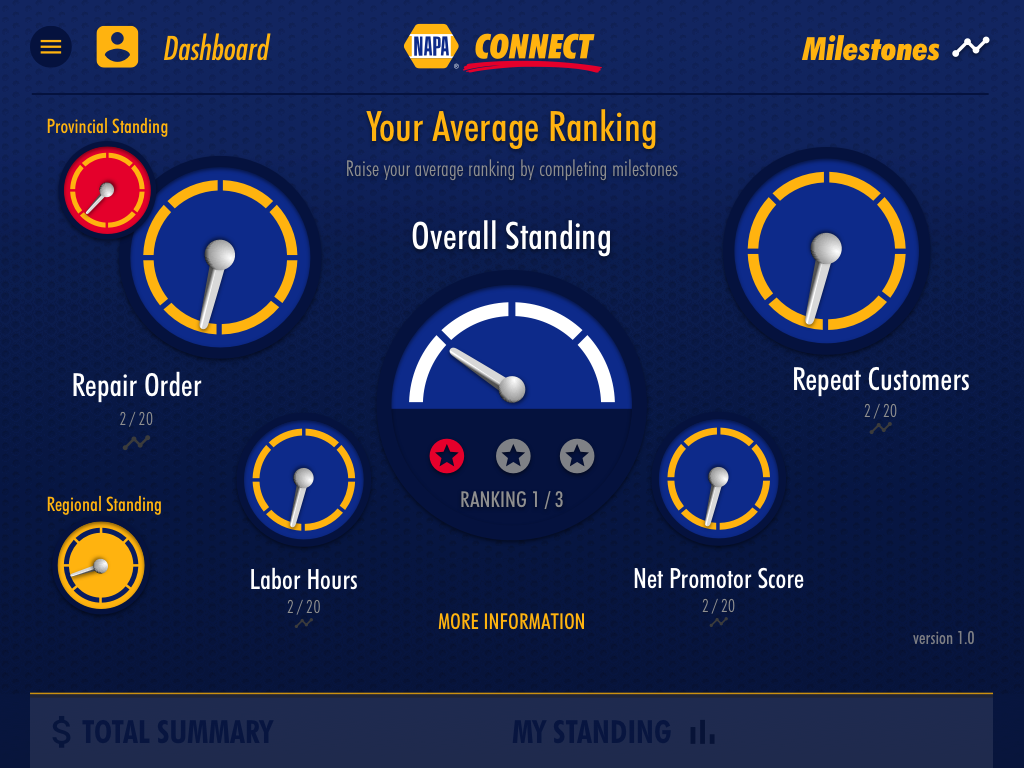 Dashboard
NAPA
®
CONNECT
Milestones
Provincial Standing
Your Average Ranking
Raise your average ranking by completing milestones
Overall Standing
Repair Order
2 / 20
Repeat Customers
2 / 20
RANKING 1 / 3
Regional Standing
Labor Hours
2 / 20
Net Promotor Score
2 / 20
MORE INFORMATION
version 1.0
$ TOTAL SUMMARY
MY STANDING